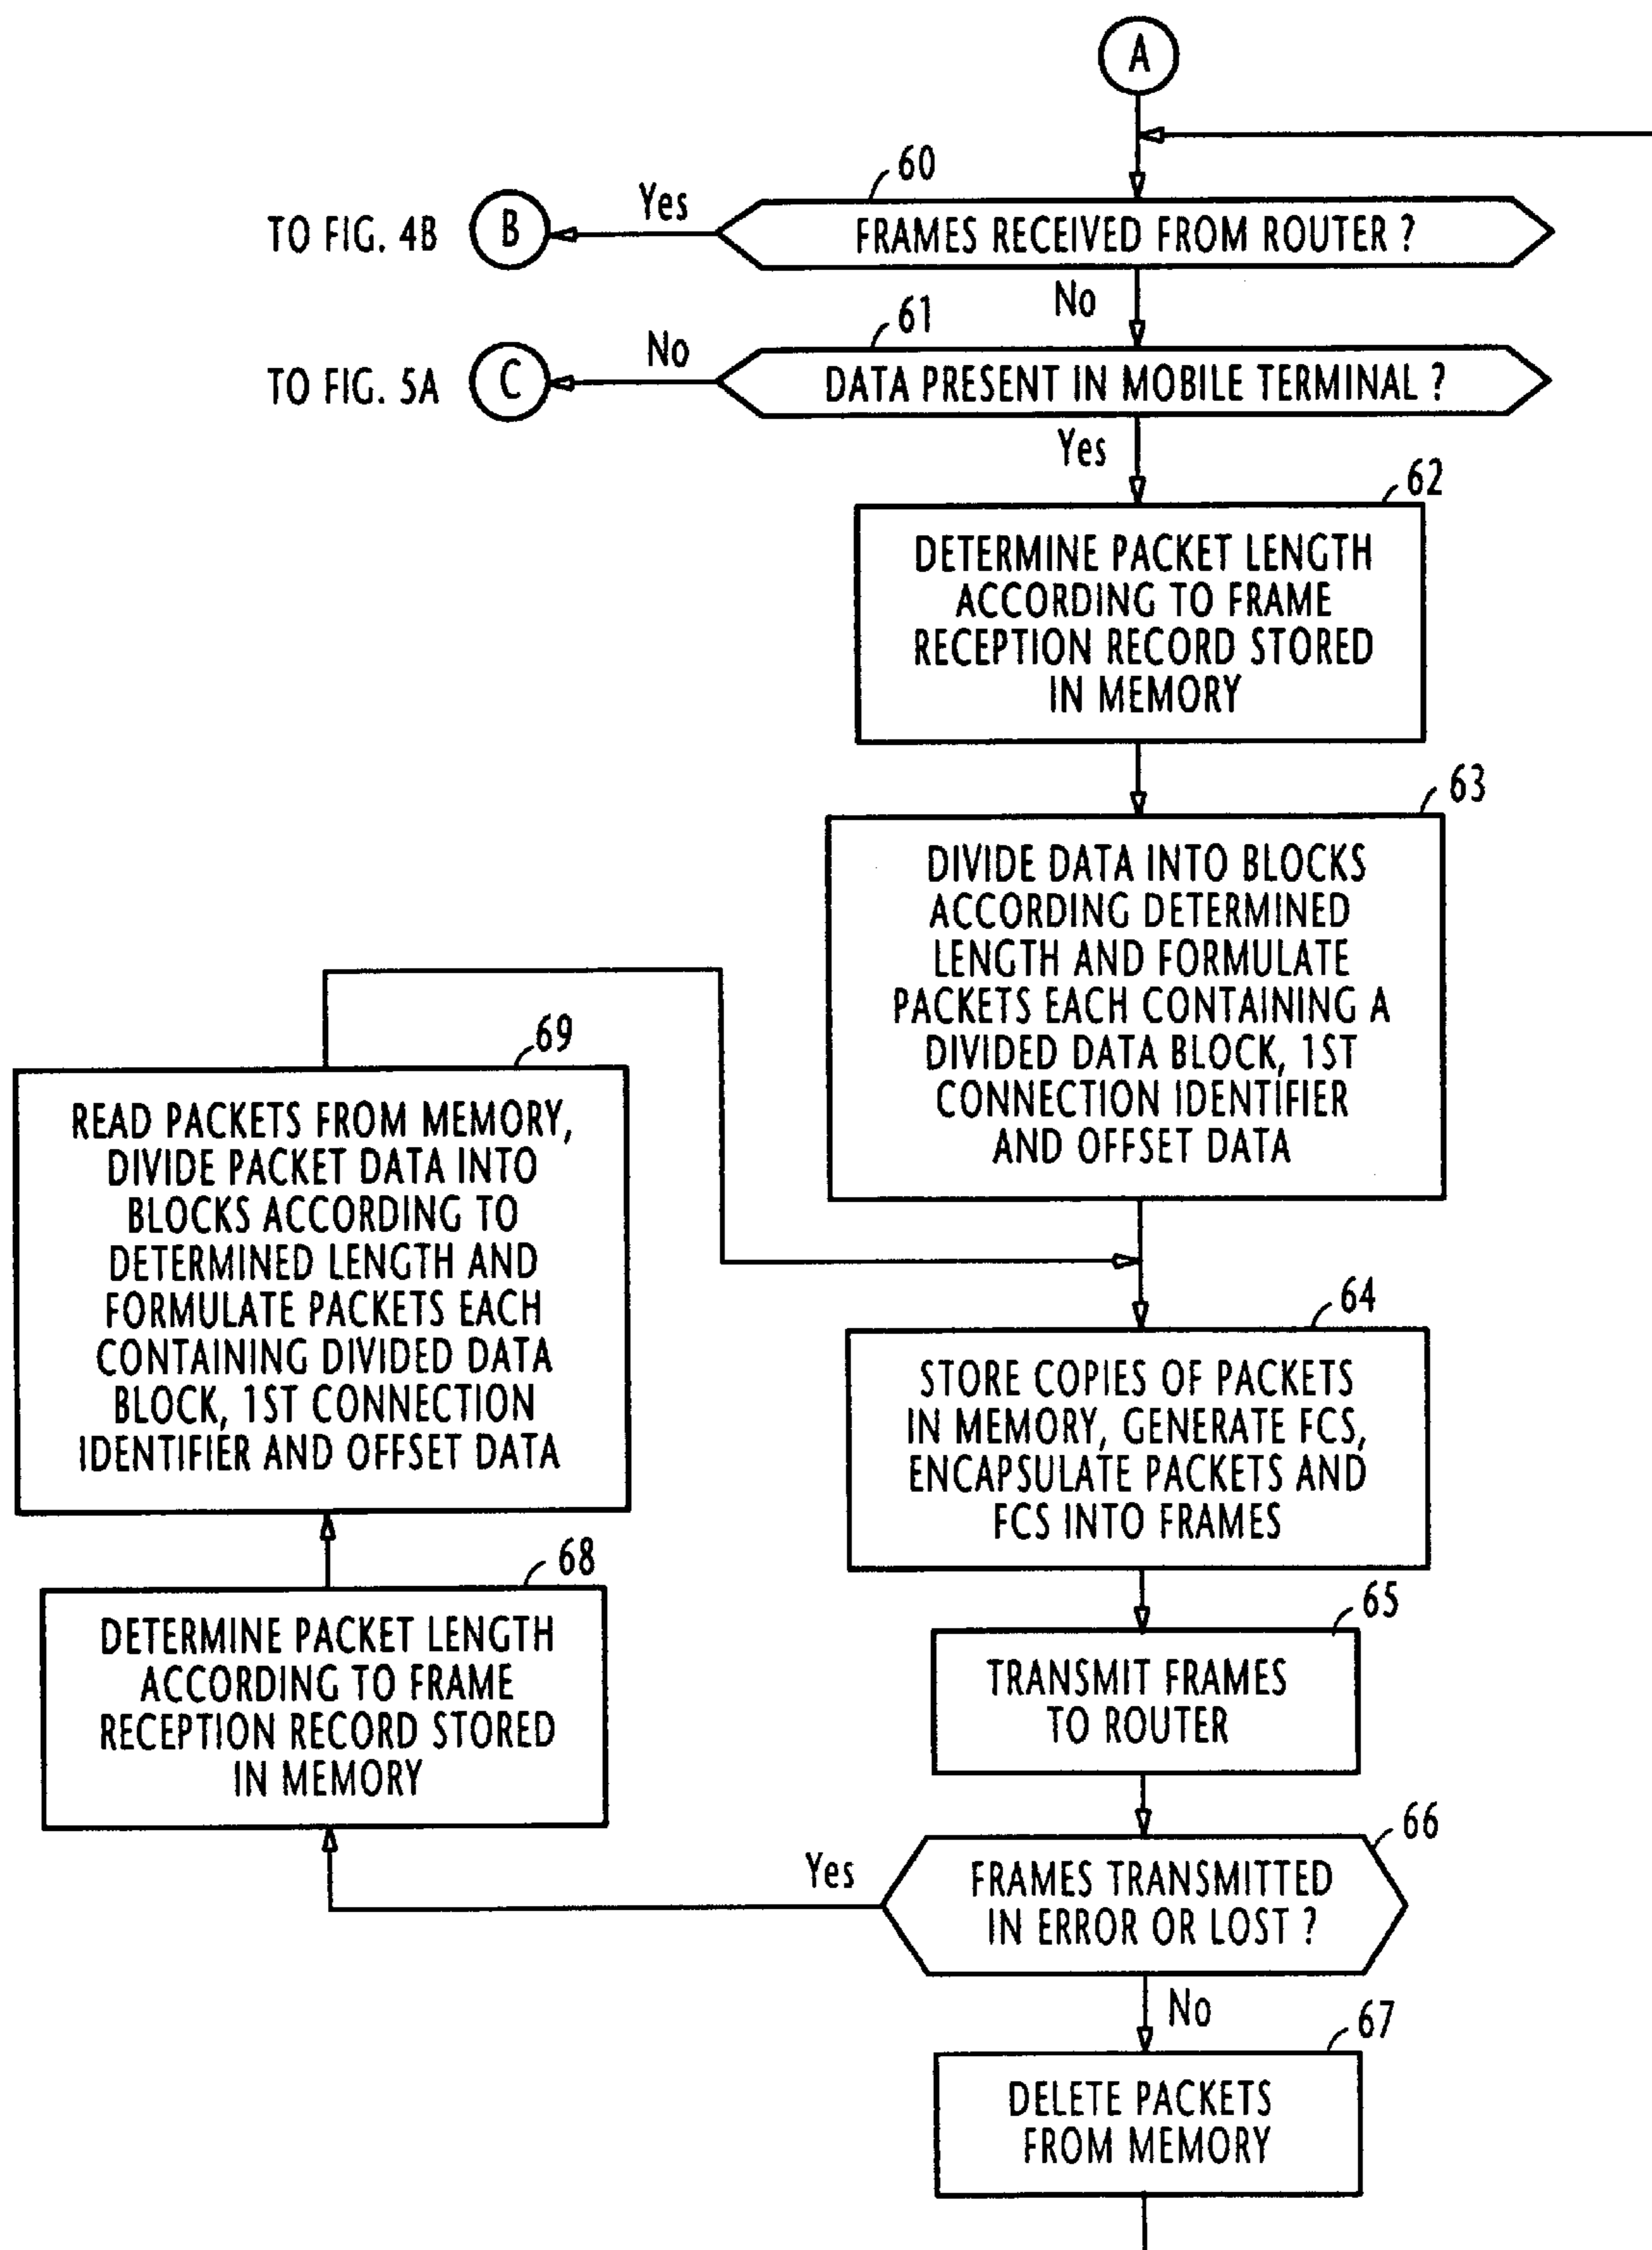 A
60
TO FIG. 4B
B
Yes
FRAMES RECEIVED FROM ROUTER ?
No
61
TO FIG. 5A
C
No
DATA PRESENT IN MOBILE TERMINAL ?
Yes
62
DETERMINE PACKET LENGTH
ACCORDING TO FRAME
RECEPTION RECORD STORED
IN MEMORY
63
DIVIDE DATA INTO BLOCKS
ACCORDING DETERMINED
LENGTH AND FORMULATE
PACKETS EACH CONTAINING A
DIVIDED DATA BLOCK, 1ST
CONNECTION IDENTIFIER
AND OFFSET DATA
69
READ PACKETS FROM MEMORY,
DIVIDE PACKET DATA INTO
BLOCKS ACCORDING TO
DETERMINED LENGTH AND
FORMULATE PACKETS EACH
CONTAINING DIVIDED DATA
BLOCK, 1ST CONNECTION
IDENTIFIER AND OFFSET DATA
64
STORE COPIES OF PACKETS
IN MEMORY, GENERATE FCS,
ENCAPSULATE PACKETS AND
FCS INTO FRAMES
68
DETERMINE PACKET LENGTH
ACCORDING TO FRAME
RECEPTION RECORD STORED
IN MEMORY
65
TRANSMIT FRAMES
TO ROUTER
66
Yes
FRAMES TRANSMITTED
IN ERROR OR LOST ?
No
67
DELETE PACKETS
FROM MEMORY